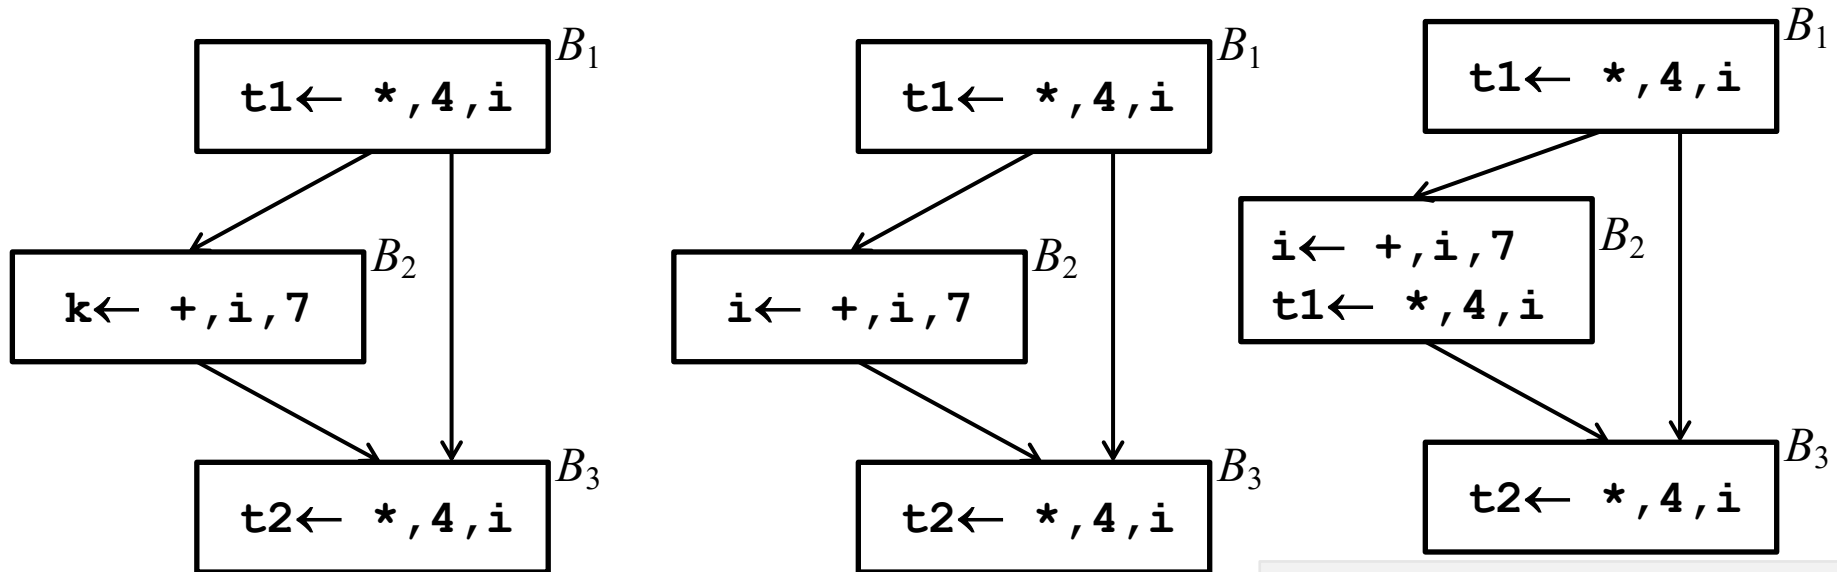 B1
t1← *,4,i
B2
k← +,i,7
B3
t2← *,4,i
B1
t1← *,4,i
B2
i← +,i,7
B3
t2← *,4,i
B1
t1← *,4,i
B2
i← +,i,7
t1← *,4,i
B3
t2← *,4,i